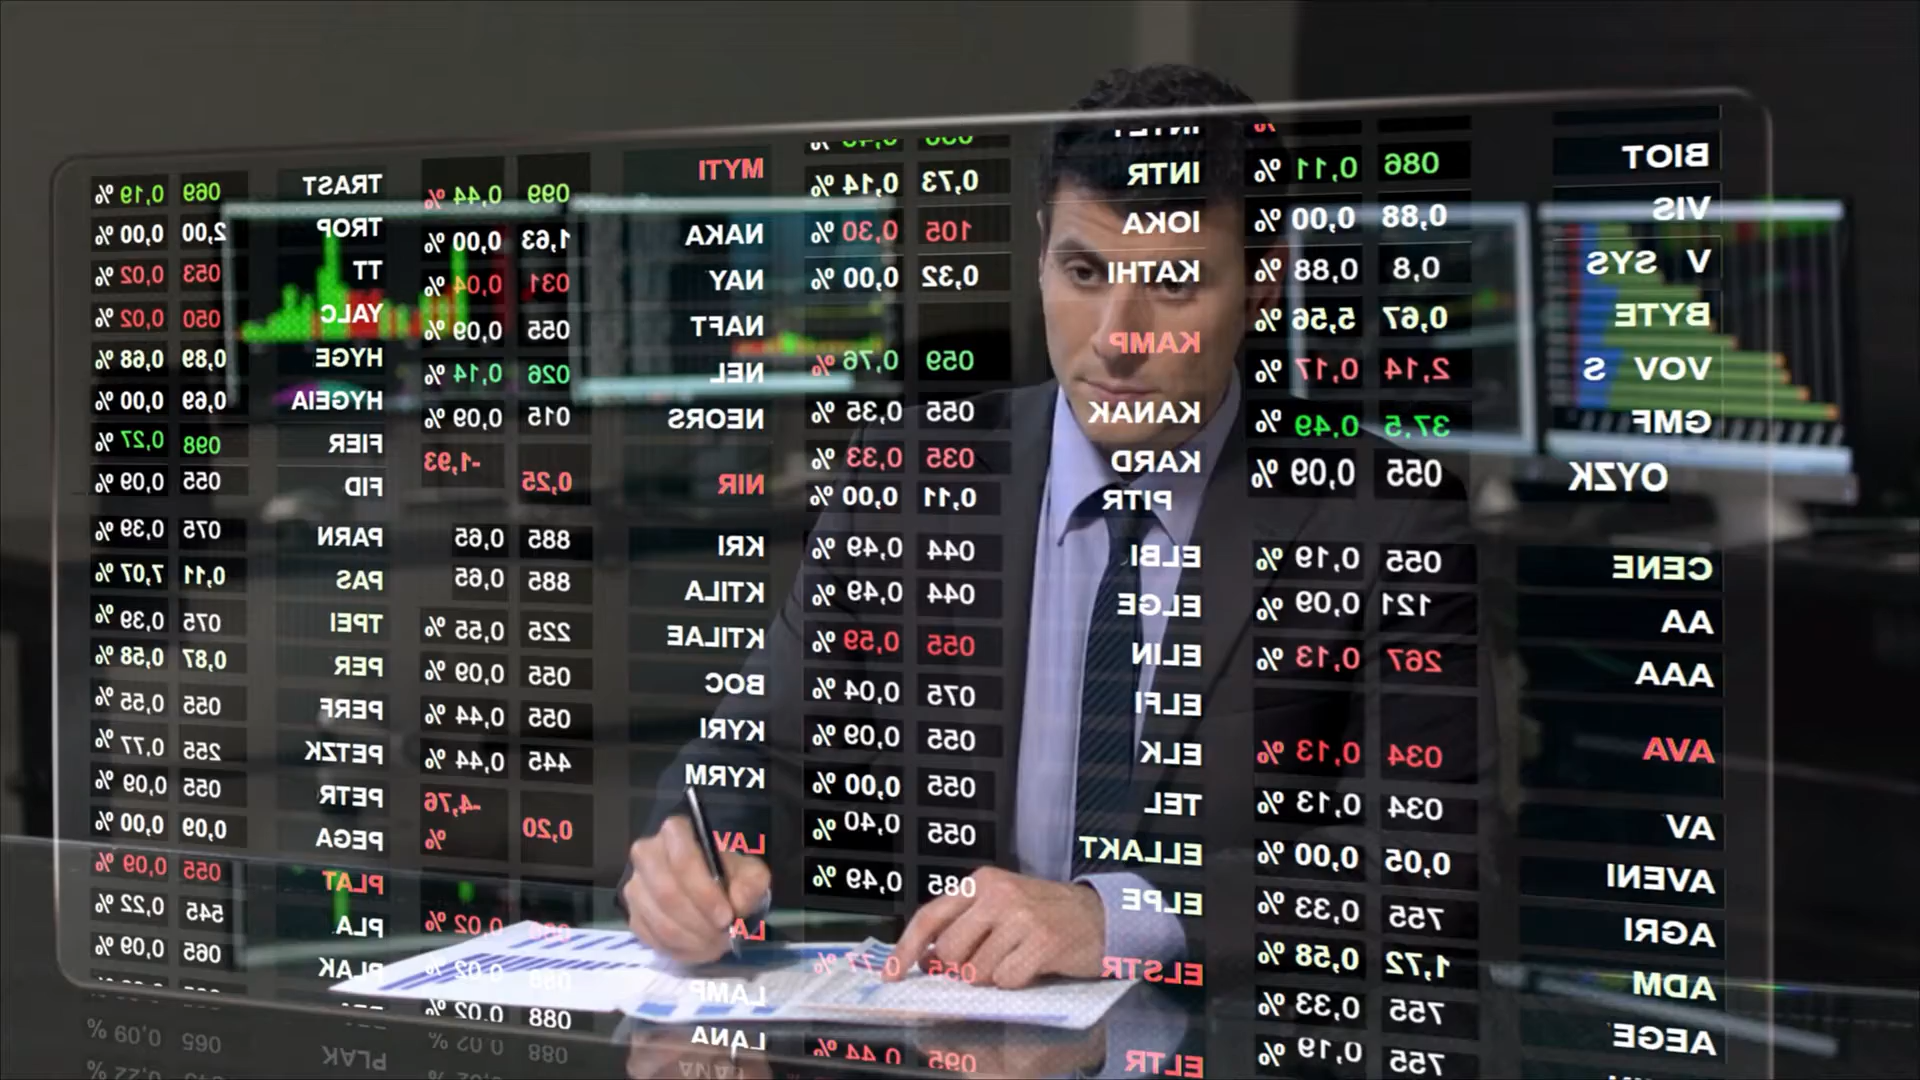 BIOT 086 0,11 %
VIS 0,88 0,00 %
V SYS 0,8 0,88 %
BYTE 0,67 5,56 %
VOV S 2,14 0,17 %
GMF 37.5 0,49 %
OYZK 055 0,09 %
CENE 055 0,19 %
AA 121 0,09 %
AAA 267 0,13 %
AVA 034 0,13 %
AV 034 0,13 %
AVENI 0,05 0,00 %
AGRI 755 0,33 %
ADM 1,72 0,58 %
AEGE 755 0,33 %
755 0,19 %
INTR 0,73 0,14 %
IOKA 105 0,30 %
KATHI 0,32 0,00 %
KAMP 059 0,76 %
KANAK 055 0,35 %
KARD 035 0,33 %
PITR 0,11 0,00 %
ELBI 044 0,49 %
ELGE 044 0,49 %
ELIN 055 0,59 %
ELFI 075 0,04 %
ELK 055 0,09 %
TEL 055 0,00 %
ELLAKT 055 0,40 %
ELPE 085 0,49 %
ELSTR 055 0,77 %
ELTR 095 0,44 %
MYTI 099 0,44 %
NAKA 1,63 0,00 %
NAY 031 0,04 %
NAFT 055 0,09 %
NEL 026 0,14 %
NEORS 015 0,09 %
NIR 0,25 -1,93
KRI 885 0,65
KTILA 885 0,65
KTILAE 225 0,55 %
BOC 055 0,09 %
KYRI 055 0,44 %
KYRM 445 0,44 %
LAV 0,20 -4,76 %
LA 088 0,02 %
LAMP 088 0,02 %
LANA 088 0,02 %
TRAST 069 0,19 %
TROP 2,00 0,00 %
TT 053 0,02 %
YALC 050 0,02 %
HYGE 0,89 0,68 %
HYGEIA 0,69 0,00 %
FIER 098 0,27 %
FID 055 0,09 %
PARN 075 0,39 %
PAS 0,11 7,07 %
TPEI 075 0,39 %
PER 0,87 0,58 %
PERF 055 0,55 %
PETZK 255 0,77 %
PETR 055 0,09 %
PEGA 0,09 0,00 %
PLAT 055 0,09 %
PLA 545 0,22 %
PLAK 065 0,09 %